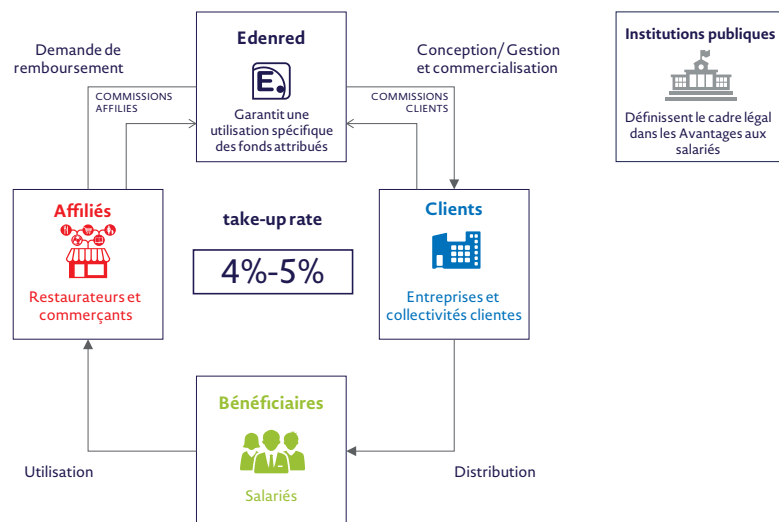 Demande de
remboursement
Edenred
E.
Garantit une
utilisation spécifique
des fonds attribués
Conception/ Gestion
et commercialisation
Institutions publiques
Définissent le cadre légal
dans les Avantages aux
salariés
COMMISSIONS
AFFILIES
COMMISSIONS
CLIENTS
Affiliés
Restaurateurs et
commerçants
take-up rate
4%-5%
Clients
Entreprises et
collectivités clientes
Bénéficiaires
Salariés
Utilisation
Distribution